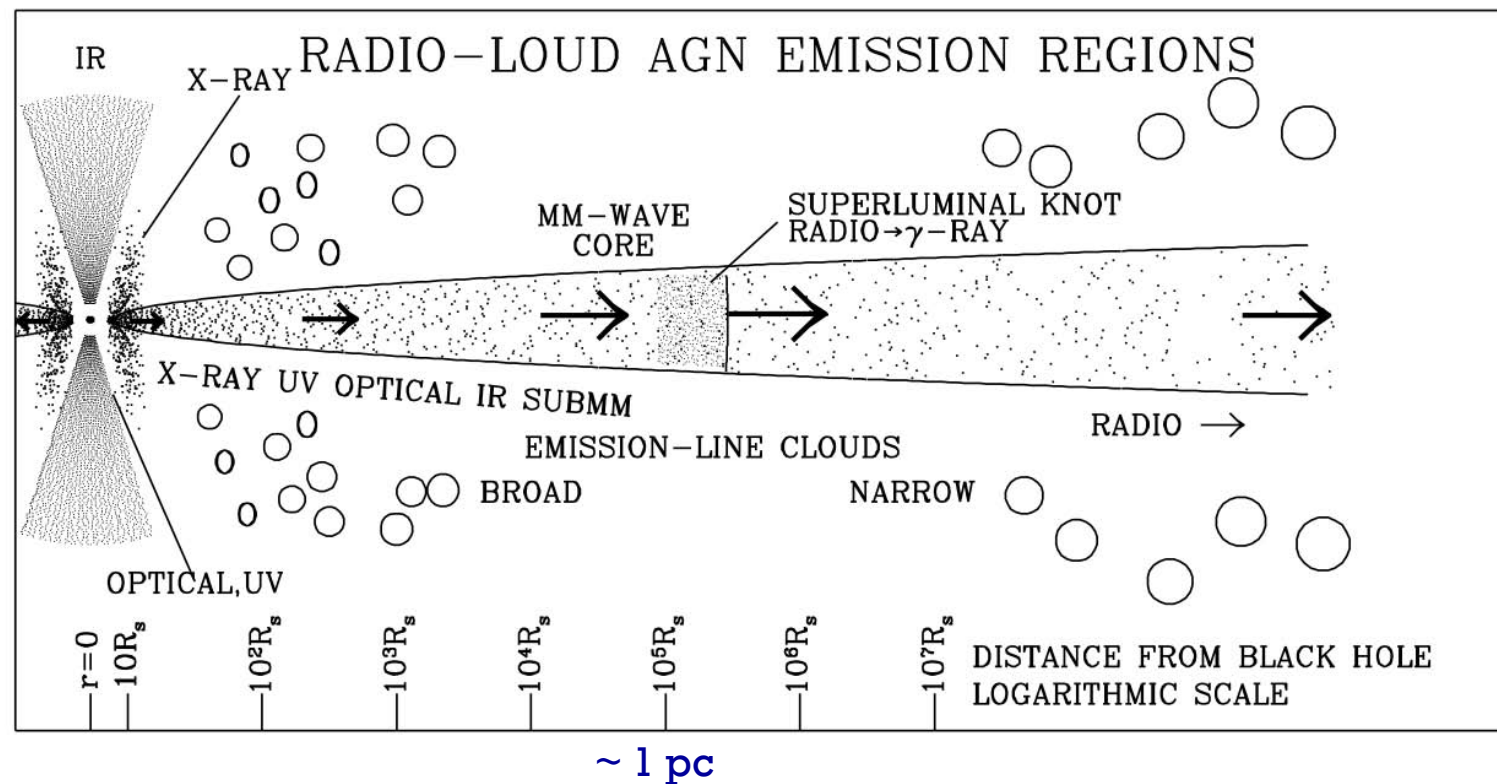 IR
RADIO-LOUD AGN EMISSION REGIONS
X-RAY
MM-WAVE
CORE
SUPERLUMINAL KNOT
RADIO→γ-RAY
X-RAY UV OPTICAL IR SUBMM
RADIO →
EMISSION-LINE CLOUDS
BROAD
NARROW
OPTICAL,UV
r=0
10Rₛ
10²Rₛ
10³Rₛ
10⁴Rₛ
10⁵Rₛ
10⁶Rₛ
10⁷Rₛ
DISTANCE FROM BLACK HOLE
LOGARITHMIC SCALE
~ 1 pc